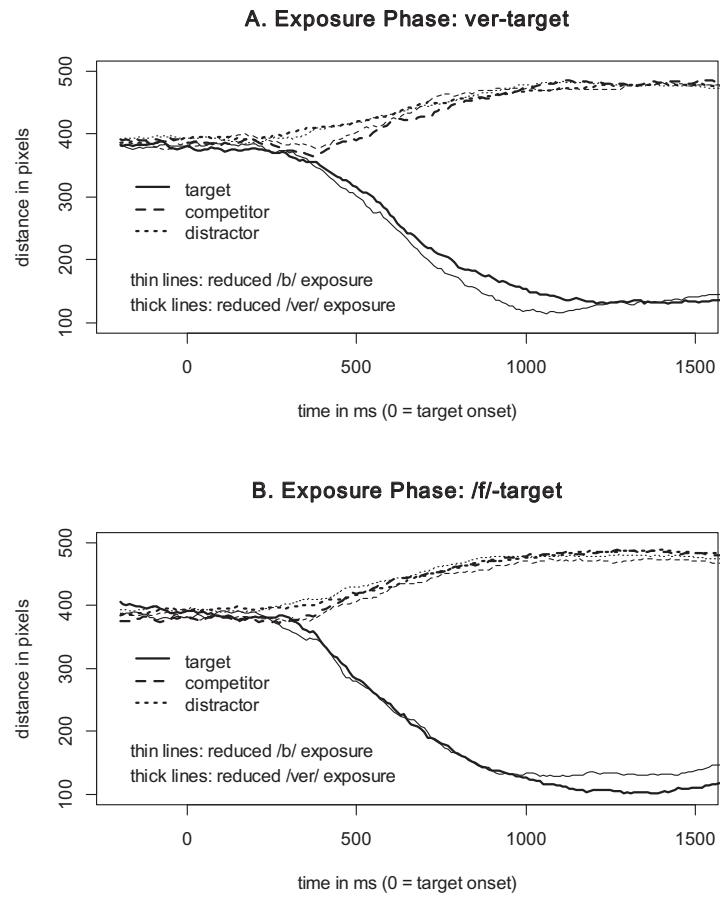 A. Exposure Phase: ver-target
500
400
300
200
100
distance in pixels
target
competitor
distractor
thin lines: reduced /b/ exposure
thick lines: reduced /ver/ exposure
0 500 1000 1500
time in ms (0 = target onset)
B. Exposure Phase: /f/-target
500
400
300
200
100
distance in pixels
target
competitor
distractor
thin lines: reduced /b/ exposure
thick lines: reduced /ver/ exposure
0 500 1000 1500
time in ms (0 = target onset)